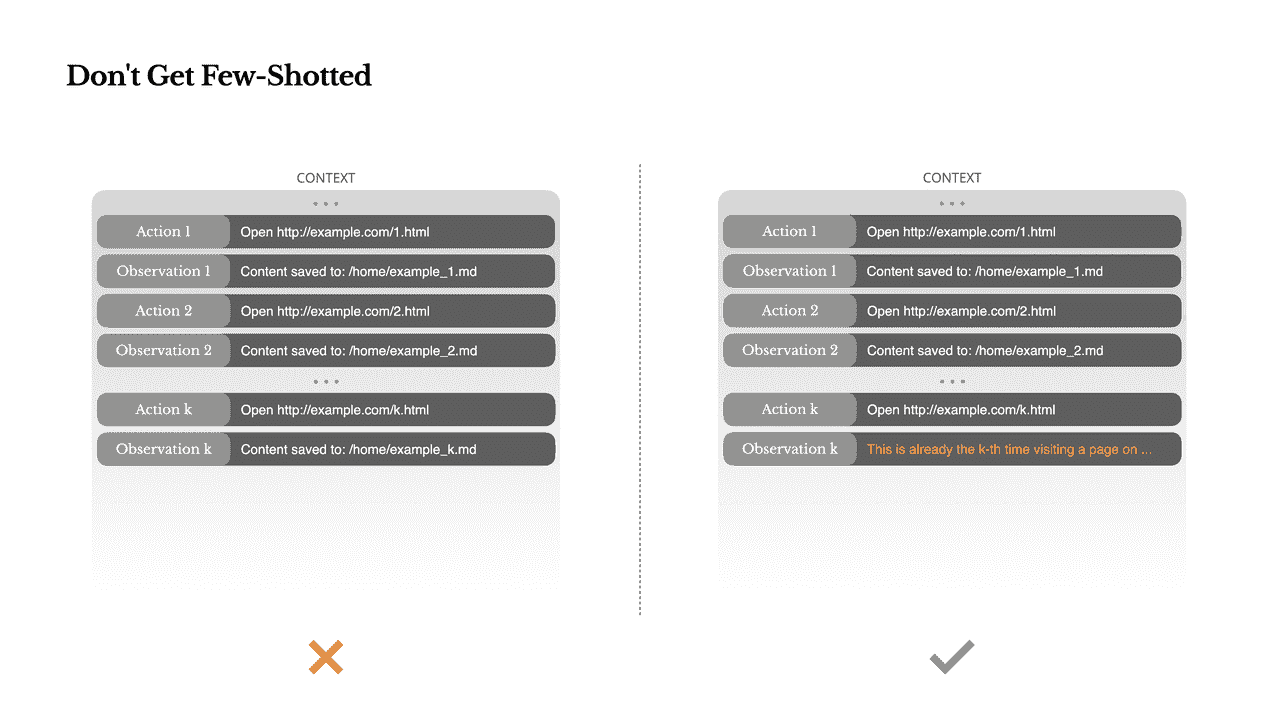 Don't Get Few-Shotted
CONTEXT
Action 1 Open http://example.com/1.html
Observation 1 Content saved to: /home/example_1.md
Action 2 Open http://example.com/2.html
Observation 2 Content saved to: /home/example_2.md
Action k Open http://example.com/k.html
Observation k Content saved to: /home/example_k.md
CONTEXT
Action 1 Open http://example.com/1.html
Observation 1 Content saved to: /home/example_1.md
Action 2 Open http://example.com/2.html
Observation 2 Content saved to: /home/example_2.md
Action k Open http://example.com/k.html
Observation k This is already the k-th time visiting a page on ...